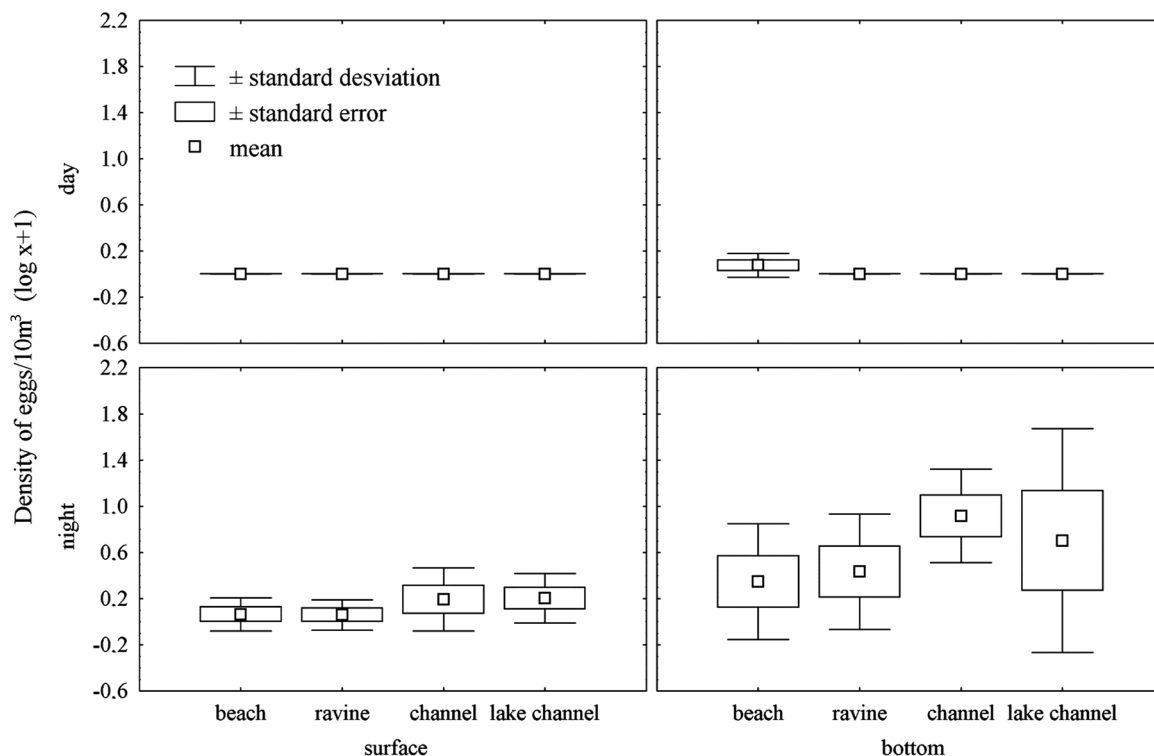 Density of eggs/10m³ (log x+1)
day
2.2
1.8
1.4
1.0
0.6
0.2
-0.2
-0.6
± standard desviation
± standard error
mean
night
2.2
1.8
1.4
1.0
0.6
0.2
-0.2
-0.6
beach ravine channel lake channel
surface
beach ravine channel lake channel
bottom